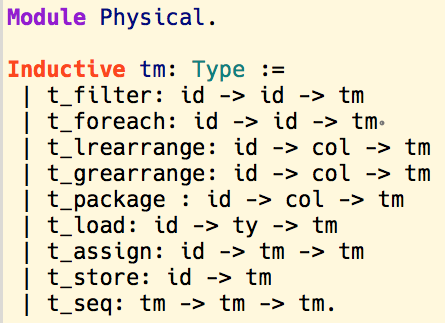 Module Physical.
Inductive tm: Type :=
| t_filter: id -> id -> tm
| t_foreach: id -> id -> tm
| t_lrearrange: id -> col -> tm
| t_grearrange: id -> col -> tm
| t_package : id -> col -> tm
| t_load: id -> ty -> tm
| t_assign: id -> tm -> tm
| t_store: id -> tm
| t_seq: tm -> tm -> tm.